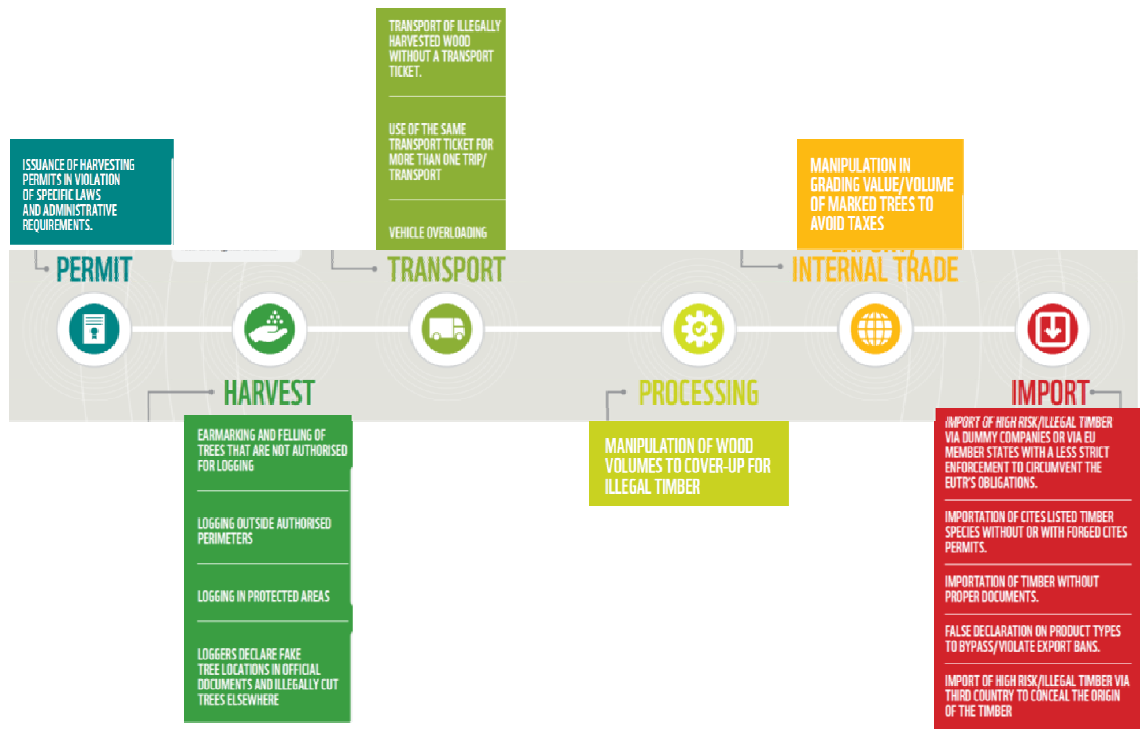 ISSUANCE OF HARVESTING
PERMITS IN VIOLATION
OF SPECIFIC LAWS
AND ADMINISTRATIVE
REQUIREMENTS.
PERMIT
HARVEST
EARMARKING AND FELLING OF
TREES THAT ARE NOT AUTHORISED
FOR LOGGING
LOGGING OUTSIDE AUTHORISED
PERIMETERS
LOGGING IN PROTECTED AREAS
LOGGERS DECLARE FAKE
TREE LOCATIONS IN OFFICIAL
DOCUMENTS AND ILLEGALLY CUT
TREES ELSEWHERE
TRANSPORT OF ILLEGALLY
HARVESTED WOOD
WITHOUT A TRANSPORT
TICKET.
USE OF THE SAME
TRANSPORT TICKET FOR
MORE THAN ONE TRIP/
TRANSPORT
VEHICLE OVERLOADING
TRANSPORT
PROCESSING
MANIPULATION OF WOOD
VOLUMES TO COVER-UP FOR
ILLEGAL TIMBER
MANIPULATION IN
GRADING VALUE/VOLUME
OF MARKED TREES TO
AVOID TAXES
INTERNAL TRADE
IMPORT
IMPORT OF HIGH RISK/ILLEGAL TIMBER
VIA DUMMY COMPANIES OR VIA EU
MEMBER STATES WITH A LESS STRICT
ENFORCEMENT TO CIRCUMVENT THE
EUTR'S OBLIGATIONS.
IMPORTATION OF CITES LISTED TIMBER
SPECIES WITHOUT OR WITH FORGED CITES
PERMITS.
IMPORTATION OF TIMBER WITHOUT
PROPER DOCUMENTS.
FALSE DECLARATION ON PRODUCT TYPES
TO BYPASS/VIOLATE EXPORT BANS.
IMPORT OF HIGH RISK/ILLEGAL TIMBER VIA
THIRD COUNTRY TO CONCEAL THE ORIGIN
OF THE TIMBER